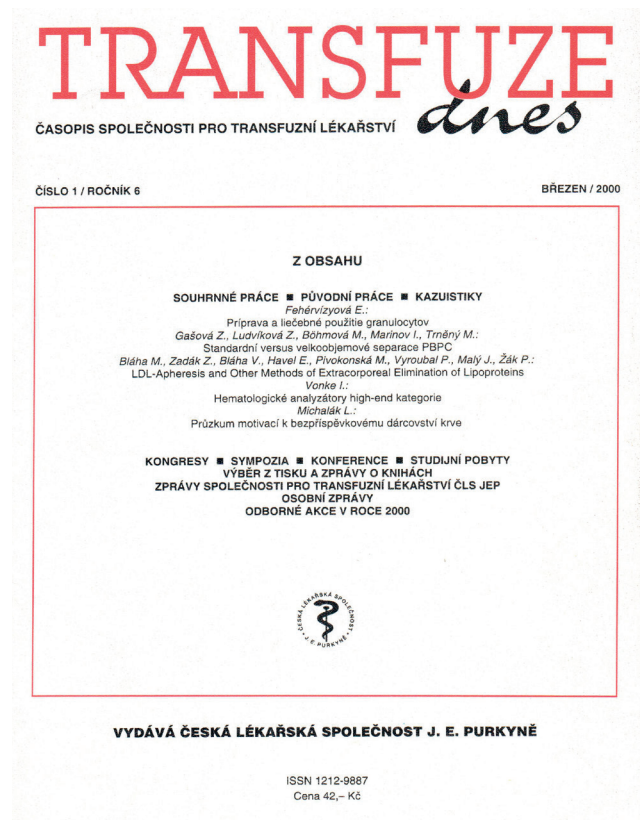 TRANSFUZE
dnes
ČASOPIS SPOLEČNOSTI PRO TRANSFUZNÍ LÉKAŘSTVÍ
ČÍSLO 1 / ROČNÍK 6
BŘEZEN / 2000
Z OBSAHU
SOUHRNNÉ PRÁCE ■ PŮVODNÍ PRÁCE ■ KAZUISTIKY
Fehérvízyová E.:
Príprava a liečebné použitie granulocytov
Gašová Z., Ludvíková Z., Böhmová M., Marinov I., Trněný M.:
Standardní versus velkoobjemové separace PBPC
Bláha M., Zadák Z., Bláha V., Havel E., Pivokonská M., Vyroubal P., Malý J., Žák P.:
LDL-Apheresis and Other Methods of Extracorporeal Elimination of Lipoproteins
Vonke I.:
Hematologické analyzátory high-end kategorie
Michalák L.:
Průzkum motivací k bezpříspěvkovému dárcovství krve
KONGRESY ■ SYMPOZIA ■ KONFERENCE ■ STUDIJNÍ POBYTY
VÝBĚR Z TISKU A ZPRÁVY O KNIHÁCH
ZPRÁVY SPOLEČNOSTI PRO TRANSFUZNÍ LÉKAŘSTVÍ ČLS JEP
OSOBNÍ ZPRÁVY
ODBORNÉ AKCE V ROCE 2000
ČESKÁ LÉKAŘSKÁ SPOLEČNOST
• J. E. PURKYNĚ •
VYDÁVÁ ČESKÁ LÉKAŘSKÁ SPOLEČNOST J. E. PURKYNĚ
ISSN 1212-9887
Cena 42,– Kč